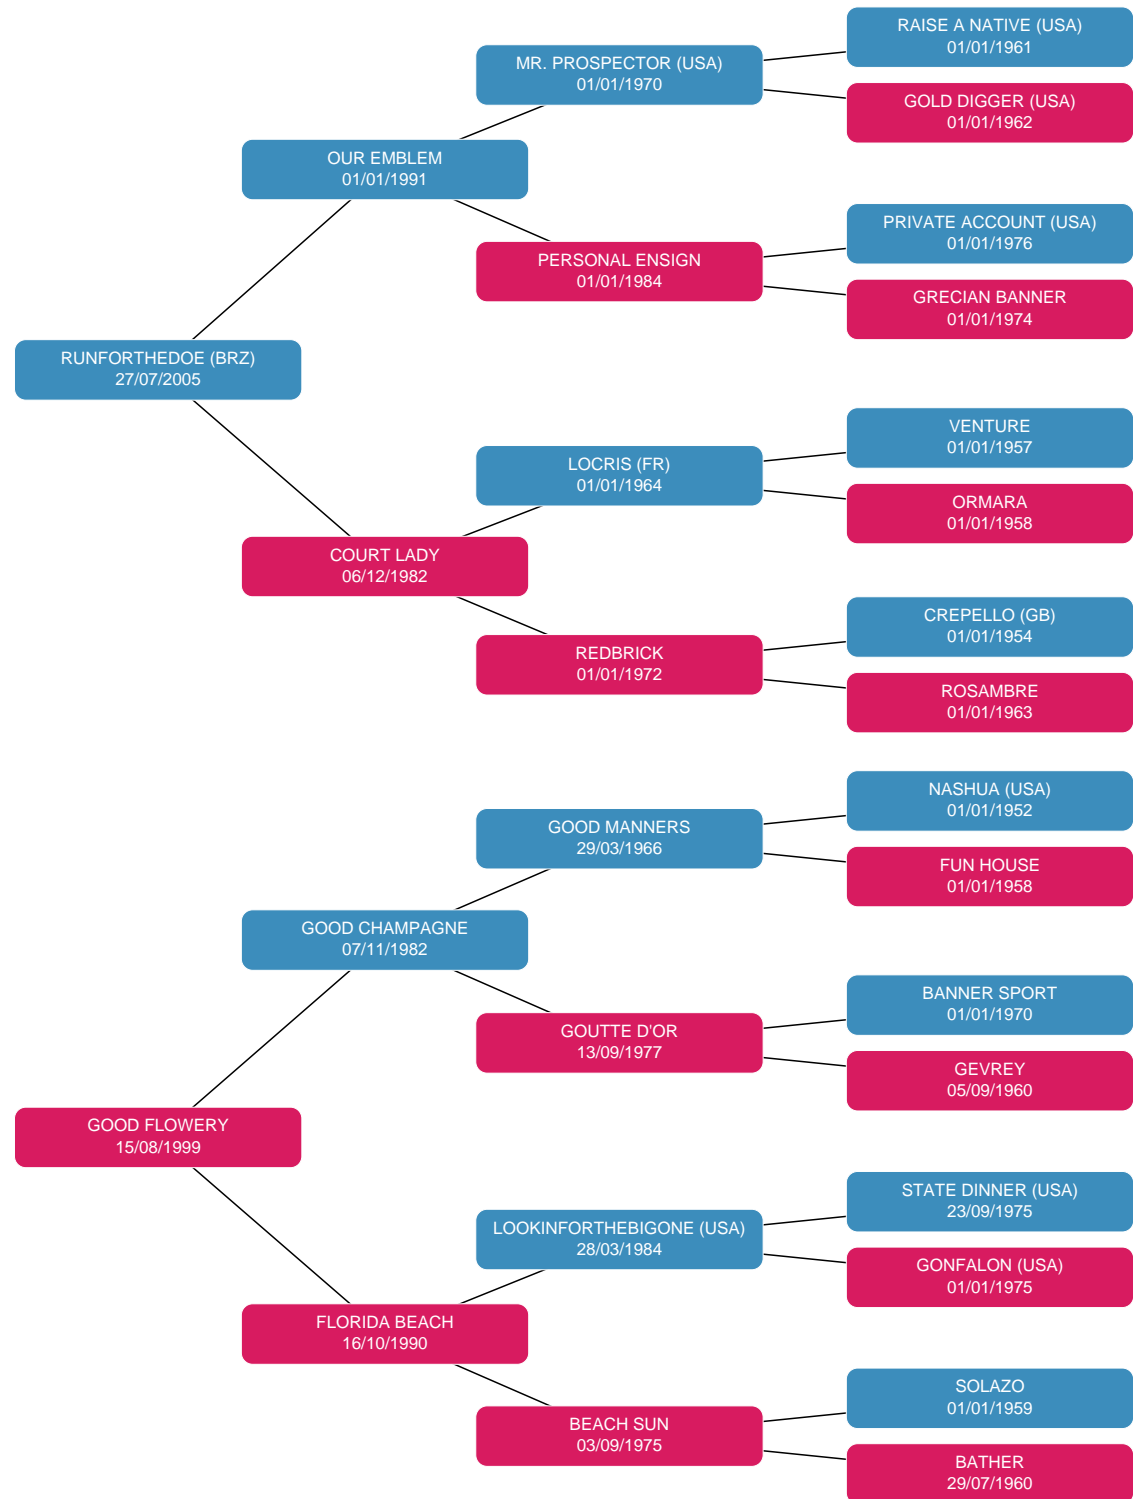 RAISE A NATIVE (USA)
01/01/1961
MR. PROSPECTOR (USA)
01/01/1970
GOLD DIGGER (USA)
01/01/1962
OUR EMBLEM
01/01/1991
PRIVATE ACCOUNT (USA)
01/01/1976
PERSONAL ENSIGN
01/01/1984
GRECIAN BANNER
01/01/1974
RUNFORTHEDOE (BRZ)
27/07/2005
VENTURE
01/01/1957
LOCRIS (FR)
01/01/1964
ORMARA
01/01/1958
COURT LADY
06/12/1982
CREPELLO (GB)
01/01/1954
REDBRICK
01/01/1972
ROSAMBRE
01/01/1963
NASHUA (USA)
01/01/1952
GOOD MANNERS
29/03/1966
FUN HOUSE
01/01/1958
GOOD CHAMPAGNE
07/11/1982
BANNER SPORT
01/01/1970
GOUTTE D'OR
13/09/1977
GEVREY
05/09/1960
GOOD FLOWERY
15/08/1999
STATE DINNER (USA)
23/09/1975
LOOKINFORTHEBIGONE (USA)
28/03/1984
GONFALON (USA)
01/01/1975
FLORIDA BEACH
16/10/1990
SOLAZO
01/01/1959
BEACH SUN
03/09/1975
BATHER
29/07/1960